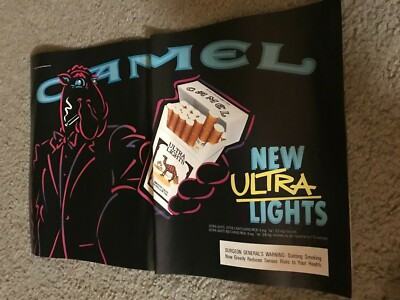 CAMEL
CAMEL
ULTRA
LIGHTS
NEW
ULTRA
LIGHTS
SURGEON GENERAL'S WARNING: Quitting Smoking
Now Greatly Reduces Serious Risks to Your Health.